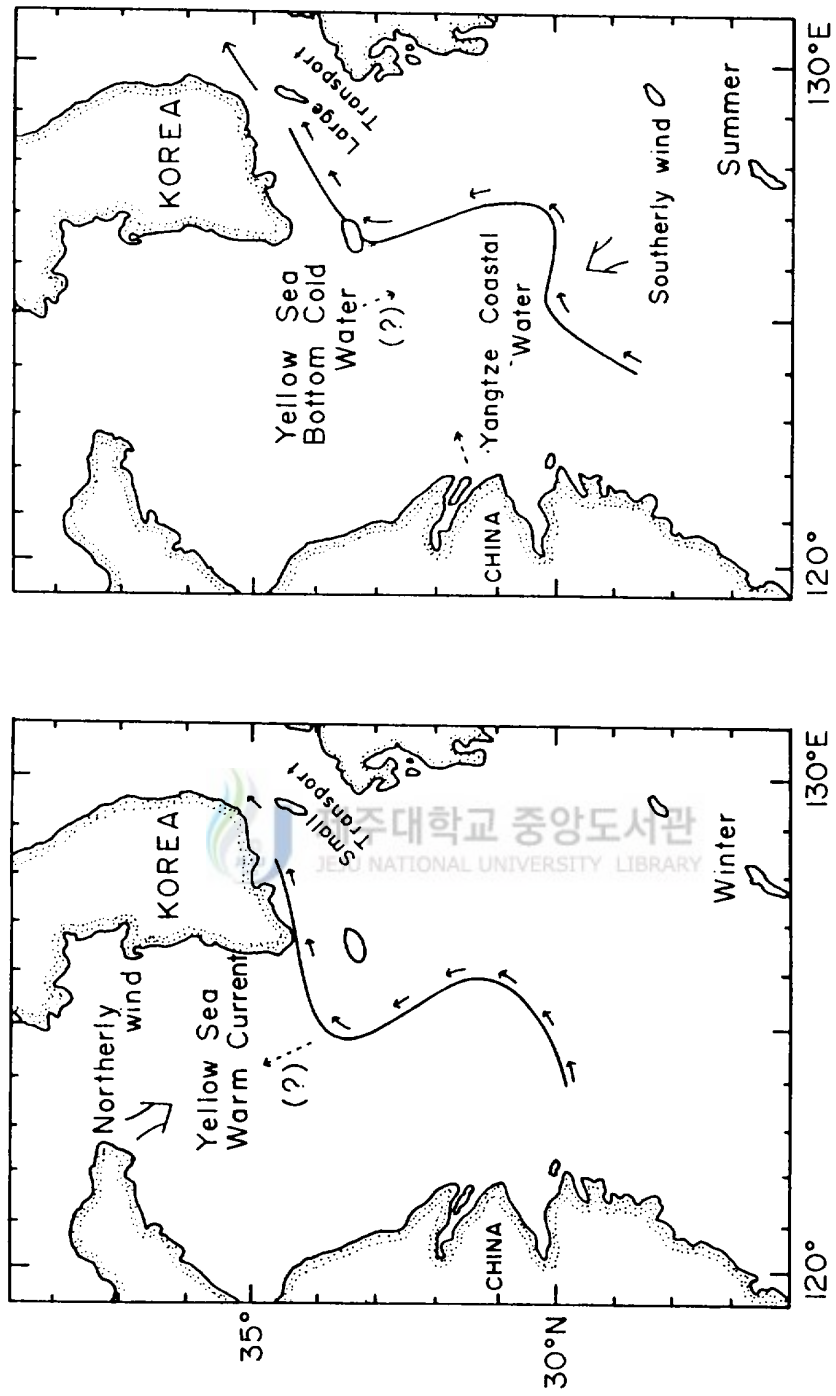 Northerly
wind
Yellow Sea
Warm Current
(?)
KOREA
Small
Transport
CHINA
Winter
35°
30°N
120°
130°E
제주대학교 중앙도서관
JEJU NATIONAL UNIVERSITY LIBRARY
KOREA
Large
Transport
Yellow Sea
Bottom Cold
Water
(?)
Yangtze Coastal
Water
CHINA
Southerly wind
Summer
120°
130°E